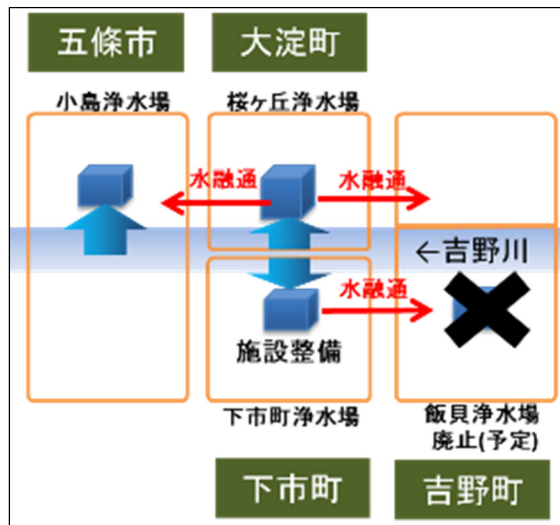 五條市
大淀町
小島浄水場
桜ヶ丘浄水場
水融通
水融通
←吉野川
水融通
施設整備
下市町浄水場
飯貝浄水場
廃止(予定)
下市町
吉野町